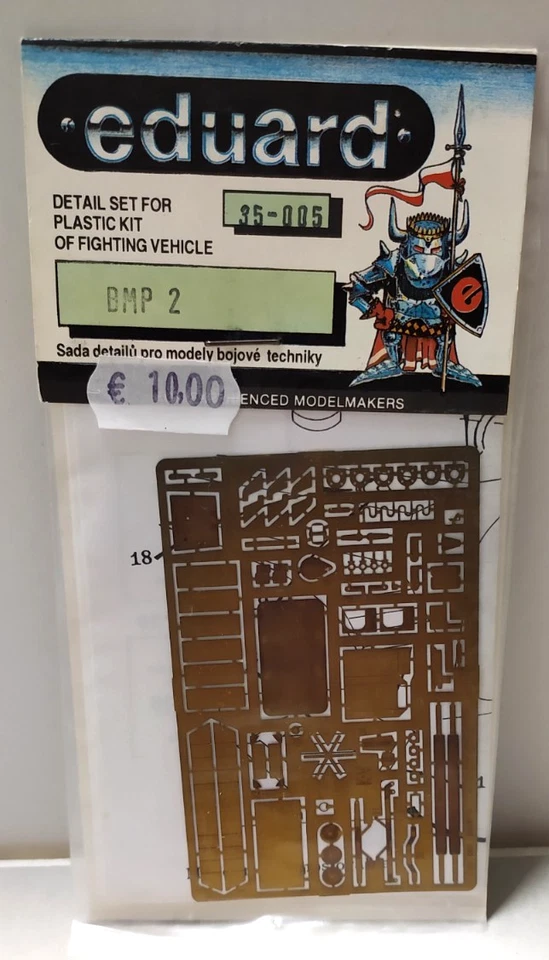 eduard
DETAIL SET FOR
PLASTIC KIT
OF FIGHTING VEHICLE
35-005
BMP 2
e
Sada detailů pro modely bojové techniky
€ 10,00
MODELMAKERS
18